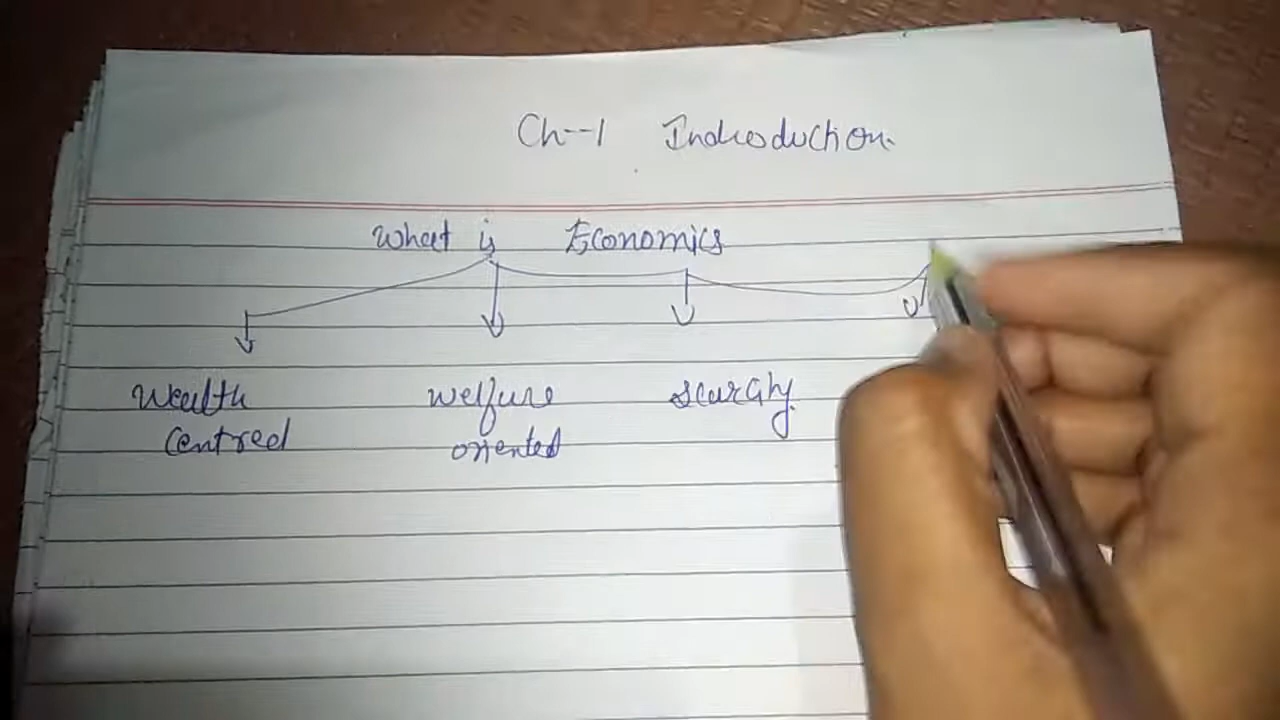 Ch--1 Introduction
What is Economics
Wealth centred
welfare oriented
scarcity